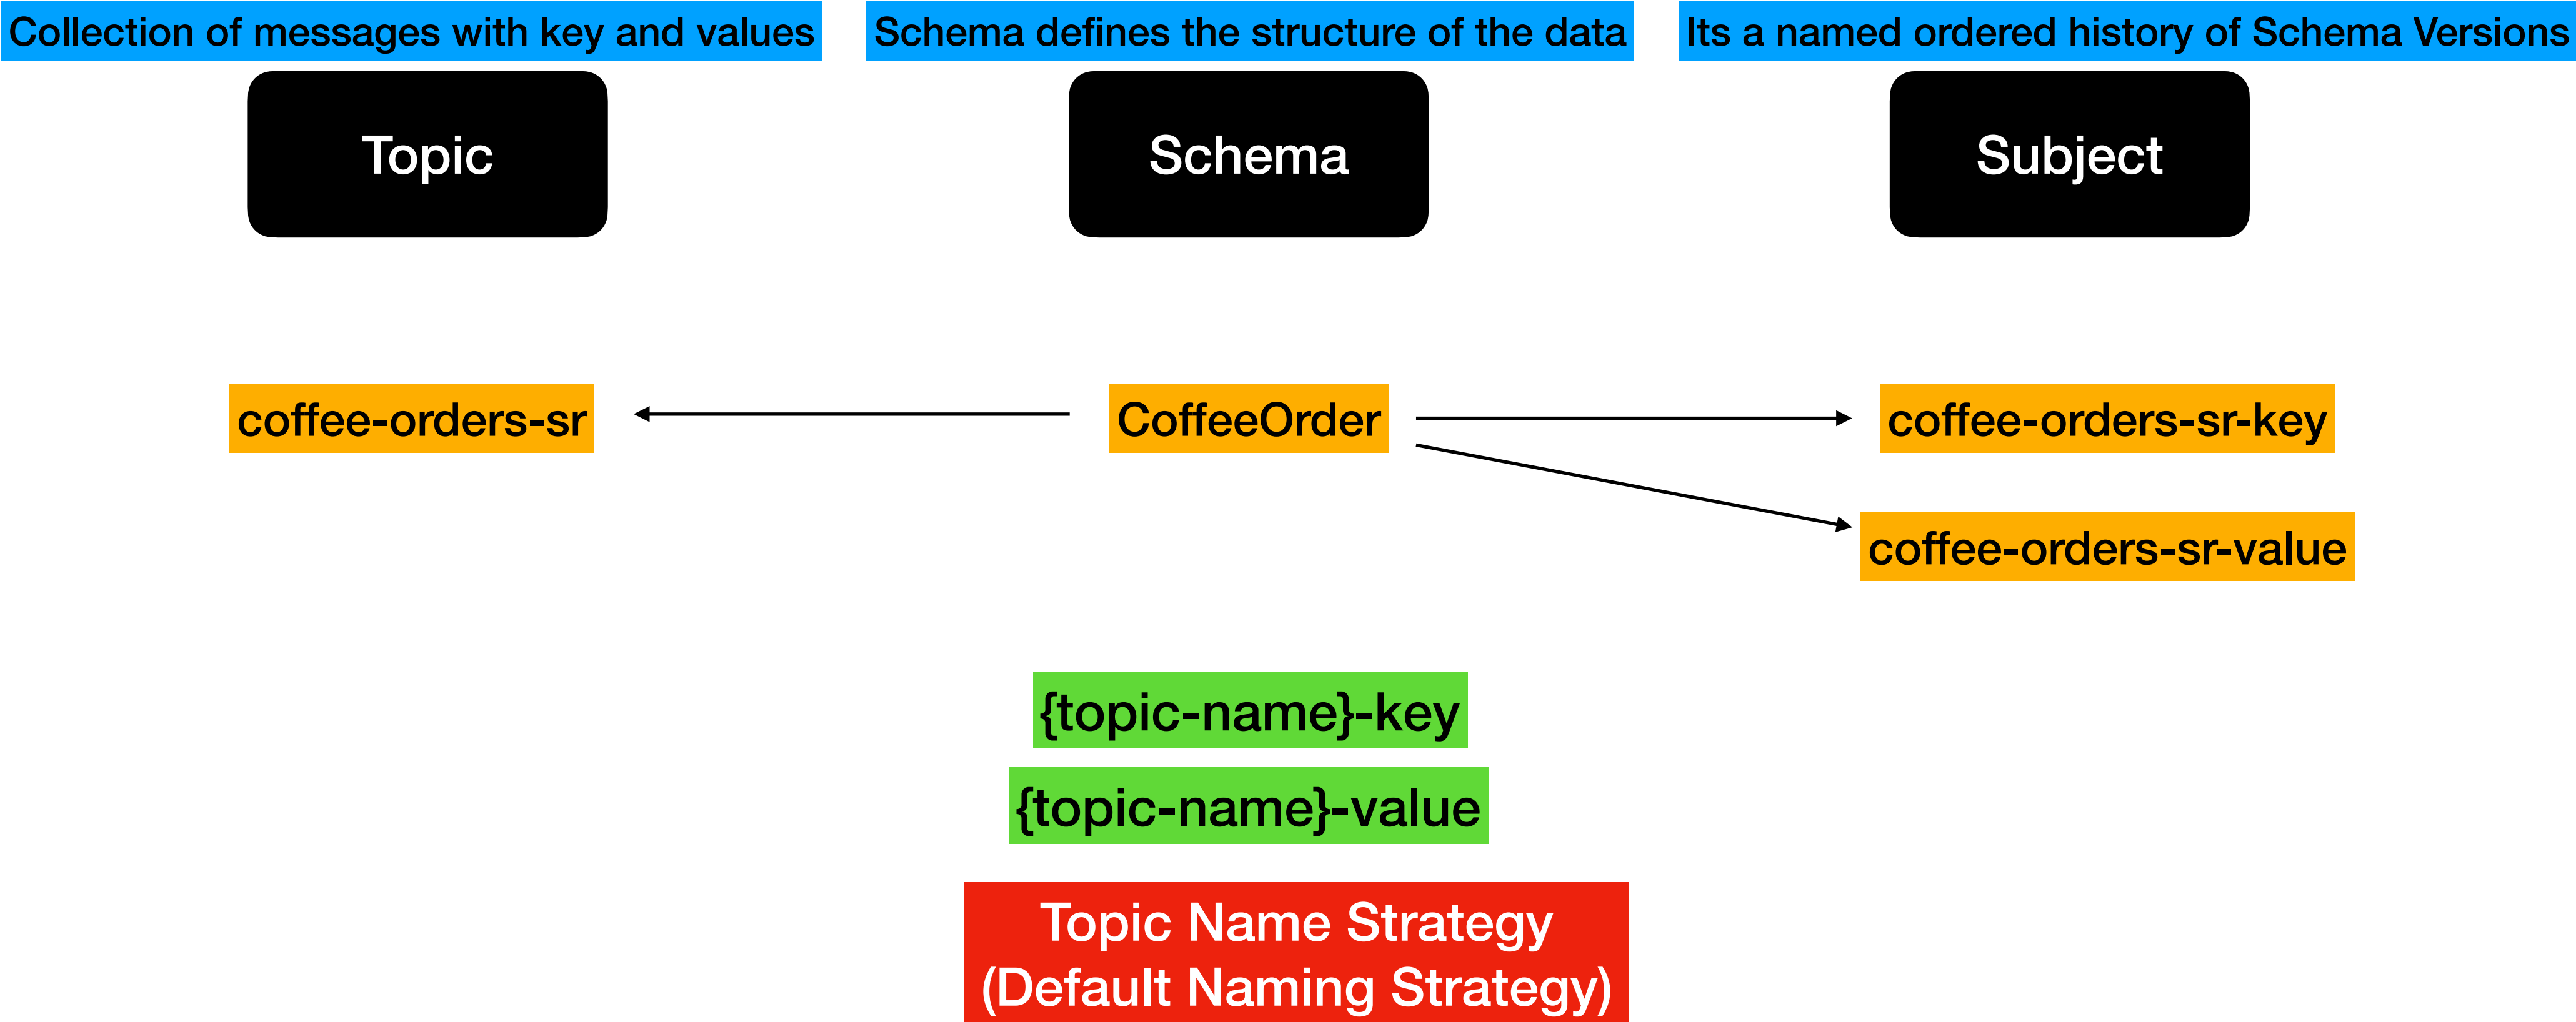 Collection of messages with key and values
Schema defines the structure of the data
Its a named ordered history of Schema Versions
Topic
Schema
Subject
coffee-orders-sr
CoffeeOrder
coffee-orders-sr-key
coffee-orders-sr-value
{topic-name}-key
{topic-name}-value
Topic Name Strategy
(Default Naming Strategy)